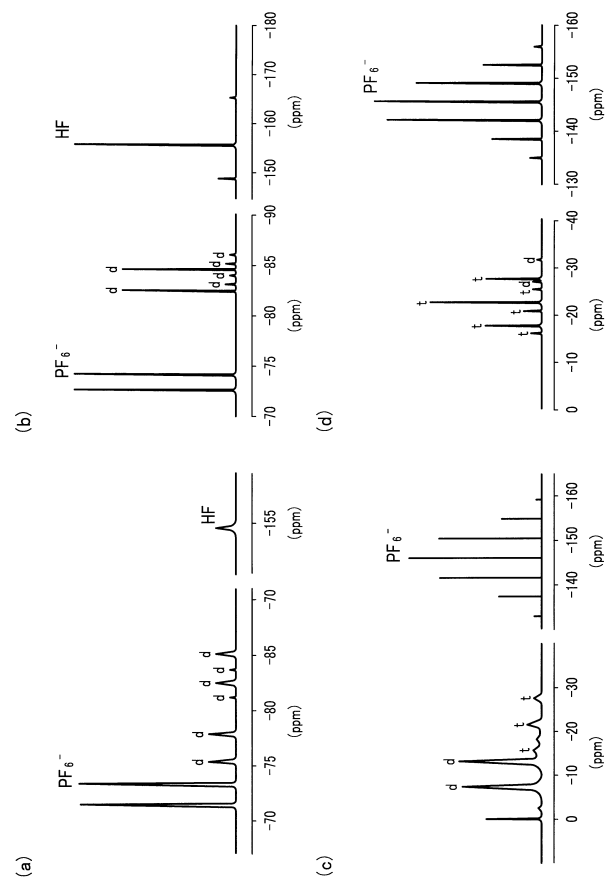 (a)
PF₆⁻
d d d d d d
HF
-70 -75 -80 -85 -70
(ppm)
-155
(ppm)
(b)
PF₆⁻
d d d d d d
HF
-70 -75 -80 -85 -90
(ppm)
-150 -160 -170 -180
(ppm)
(c)
d d t t t
PF₆⁻
0 -10 -20 -30
(ppm)
-140 -150 -160
(ppm)
(d)
t t t t t d t d
PF₆⁻
0 -10 -20 -30 -40
(ppm)
-130 -140 -150 -160
(ppm)